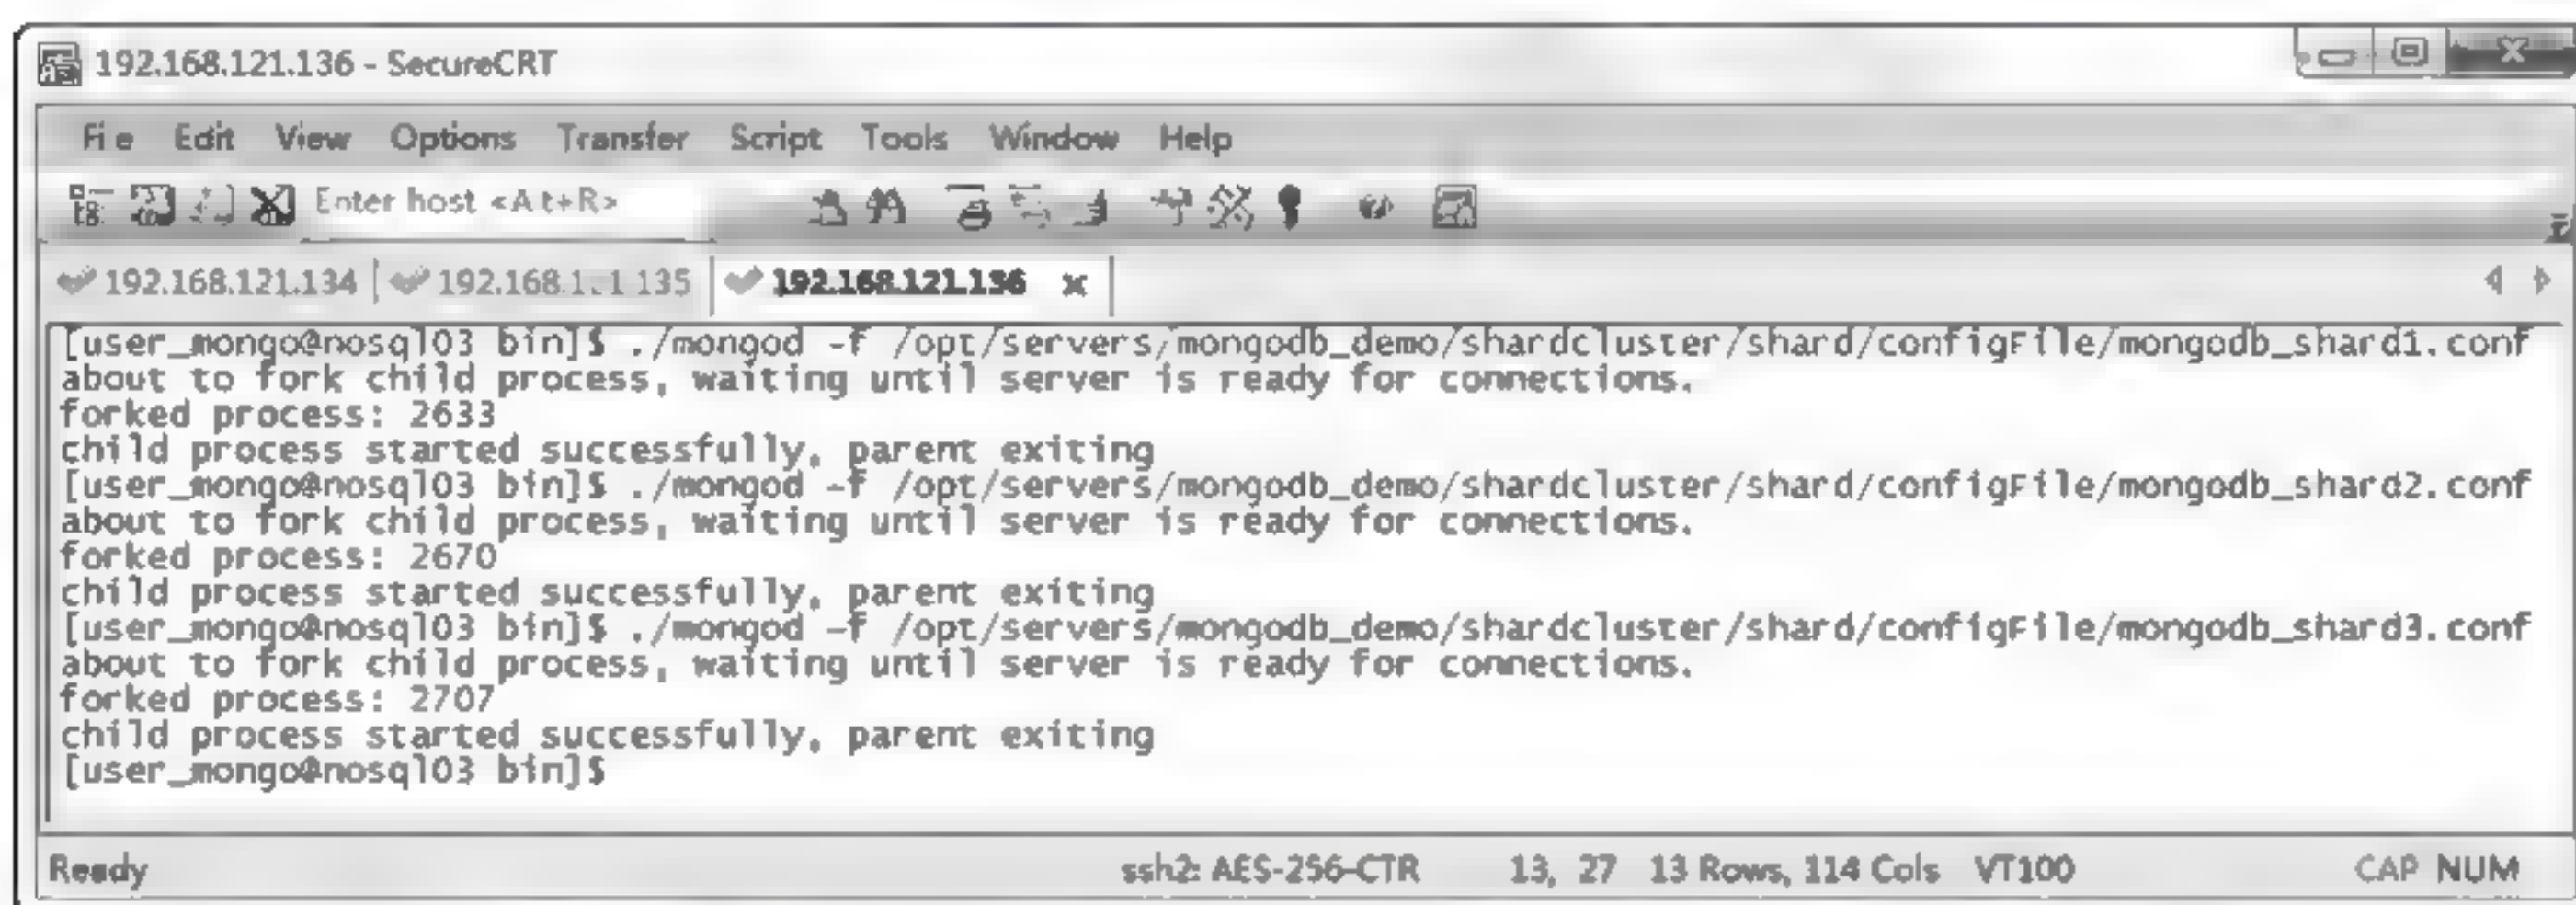 192.168.121.136 - SecureCRT
File Edit View Options Transfer Script Tools Window Help
Enter host <Alt+R>
192.168.121.134 192.168.121.135 192.168.121.136
[user_mongo@nosql03 bin]$ ./mongod -f /opt/servers/mongodb_demo/shardcluster/shard/configFile/mongodb_shard1.conf
about to fork child process, waiting until server is ready for connections.
forked process: 2633
child process started successfully, parent exiting
[user_mongo@nosql03 bin]$ ./mongod -f /opt/servers/mongodb_demo/shardcluster/shard/configFile/mongodb_shard2.conf
about to fork child process, waiting until server is ready for connections.
forked process: 2670
child process started successfully, parent exiting
[user_mongo@nosql03 bin]$ ./mongod -f /opt/servers/mongodb_demo/shardcluster/shard/configFile/mongodb_shard3.conf
about to fork child process, waiting until server is ready for connections.
forked process: 2707
child process started successfully, parent exiting
[user_mongo@nosql03 bin]$
Ready ssh2: AES-256-CTR 13, 27 13 Rows, 114 Cols VT100 CAP NUM